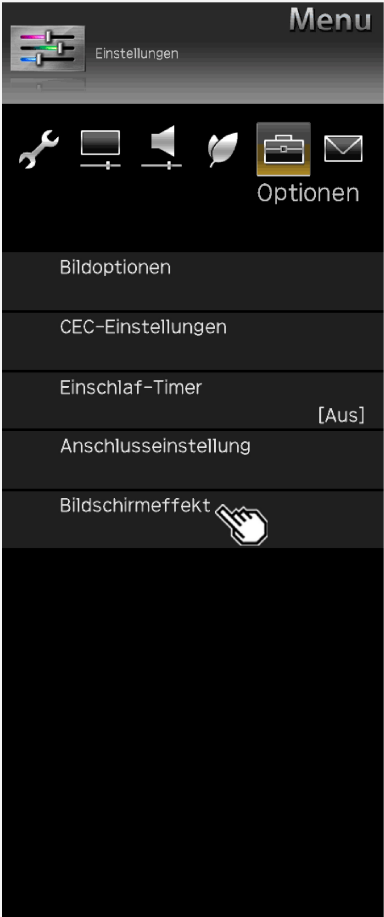 Menu
Einstellungen
Optionen
Bildoptionen
CEC-Einstellungen
Einschlaf-Timer
[Aus]
Anschlusseinstellung
Bildschirmeffekt